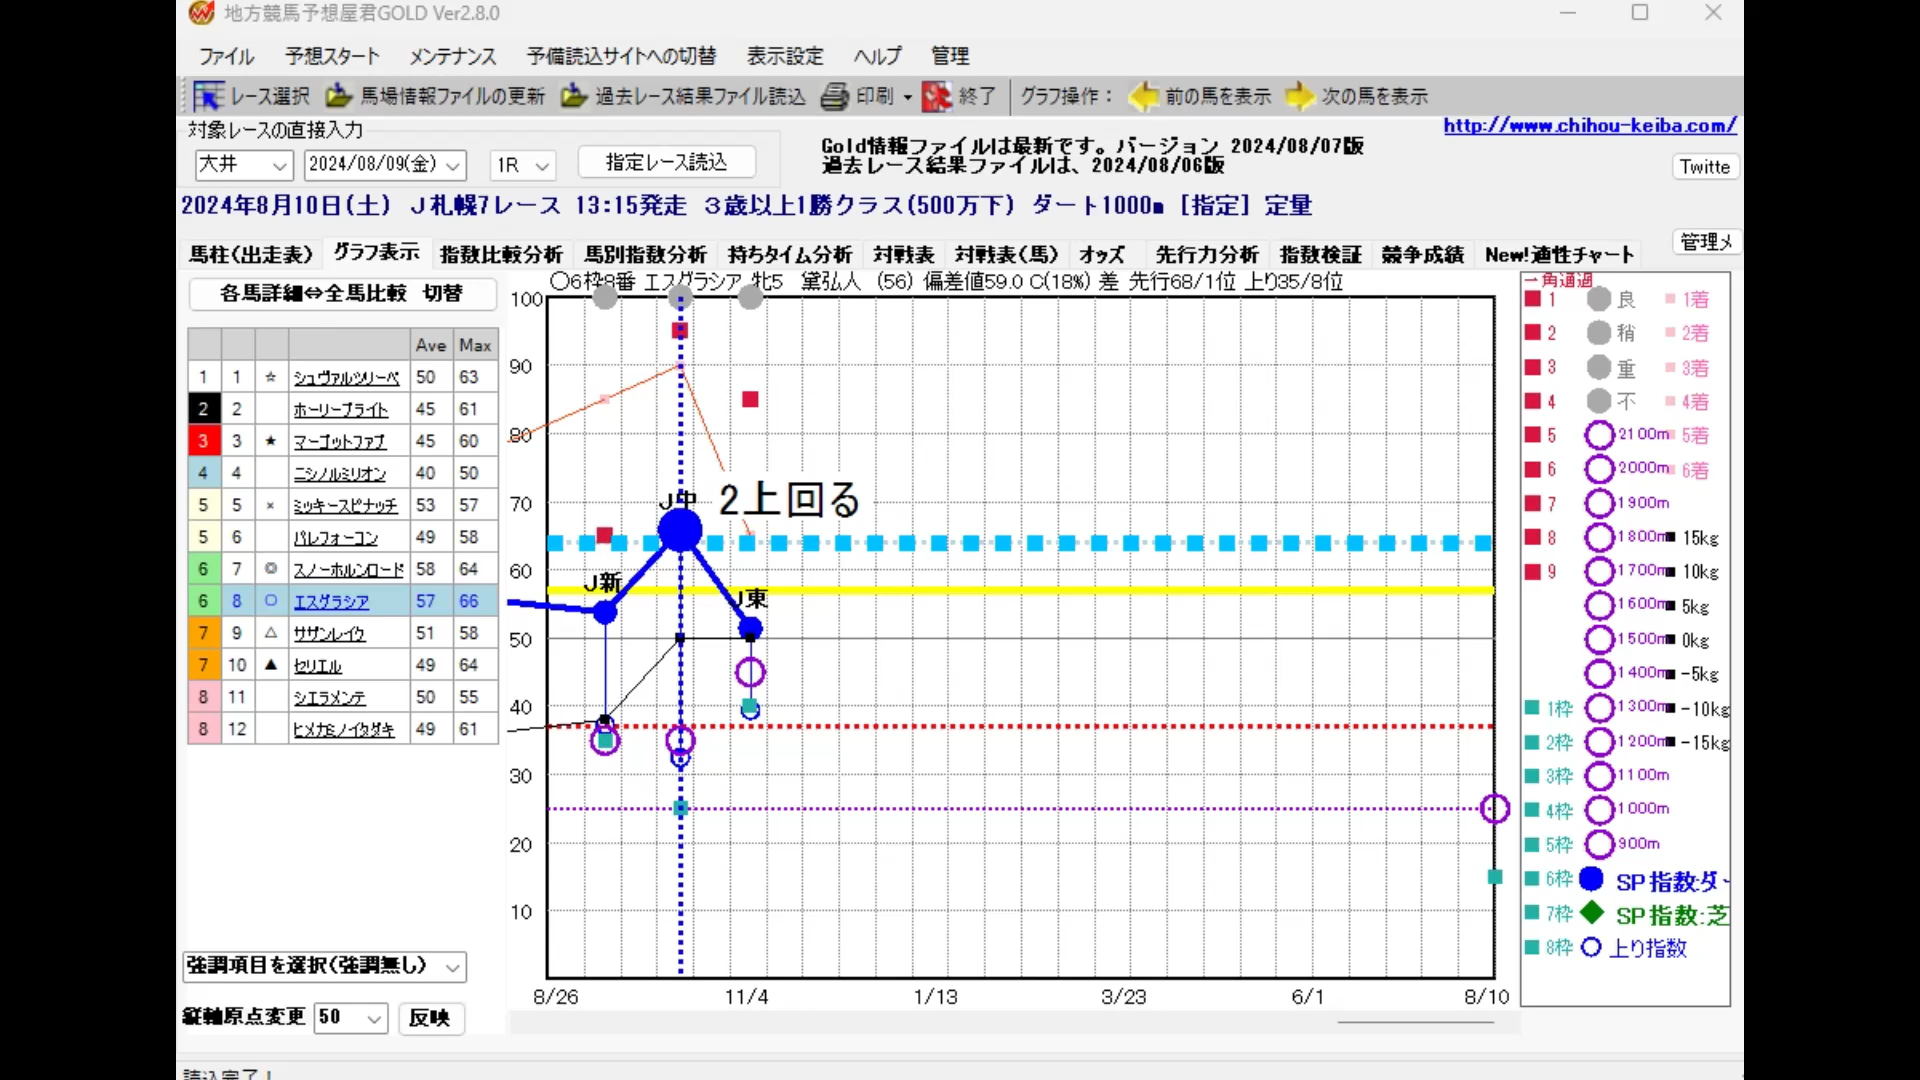 地方競馬予想屋君GOLD Ver2.8.0
ファイル 予想スタート メンテナンス 予備読込サイトへの切替 表示設定 ヘルプ 管理
レース選択 馬場情報ファイルの更新 過去レース結果ファイル読込 印刷 終了 グラフ操作： 前の馬を表示 次の馬を表示
対象レースの直接入力
http://www.chihou-keiba.com/
大井 2024/08/09(金) 1R 指定レース読込
Gold情報ファイルは最新です。バージョン 2024/08/07版
過去レース結果ファイルは、2024/08/06版
Twitte
2024年8月10日(土) J札幌7レース 13:15発走 3歳以上1勝クラス(500万下) ダート1000m [指定] 定量
管理メ
馬柱(出走表) グラフ表示 指数比較分析 馬別指数分析 持ちタイム分析 対戦表 対戦表(馬) オッズ 先行力分析 指数検証 競争成績 New!適性チャート
各馬詳細⇔全馬比較 切替
○6枠8番 エスグラシア 牝5 黛弘人 (56) 偏差値59.0 C(18%) 差 先行68/1位 上り35/8位
Ave Max
1 1 ☆ シュヴァルツリーベ 50 63
2 2 ホーリーブライト 45 61
3 3 ★ マーゴットファブ 45 60
4 4 ニシノルミリオン 40 50
5 5 × ミッキースピナッチ 53 57
5 6 パレフォーコン 49 58
6 7 ◎ スノーホルンロード 58 64
6 8 ○ エスグラシア 57 66
7 9 △ サザンレイク 51 58
7 10 ▲ セリエル 49 64
8 11 シエラメンテ 50 55
8 12 ヒメカミノイタダキ 49 61
100
90
80
70
60
50
40
30
20
10
J新
J中
J東
2上回る
8/26 11/4 1/13 3/23 6/1 8/10
一角通過
1 良 1着
2 稍 2着
3 重 3着
4 不 4着
5 2100m 5着
6 2000m 6着
7 1900m
8 1800m 15kg
9 1700m 10kg
1600m 5kg
1500m 0kg
1400m -5kg
1枠 1300m -10kg
2枠 1200m -15kg
3枠 1100m
4枠 1000m
5枠 900m
6枠 SP指数:ダ
7枠 SP指数:芝
8枠 上り指数
強調項目を選択(強調無し)
縦軸原点変更 50 反映
読込完了！